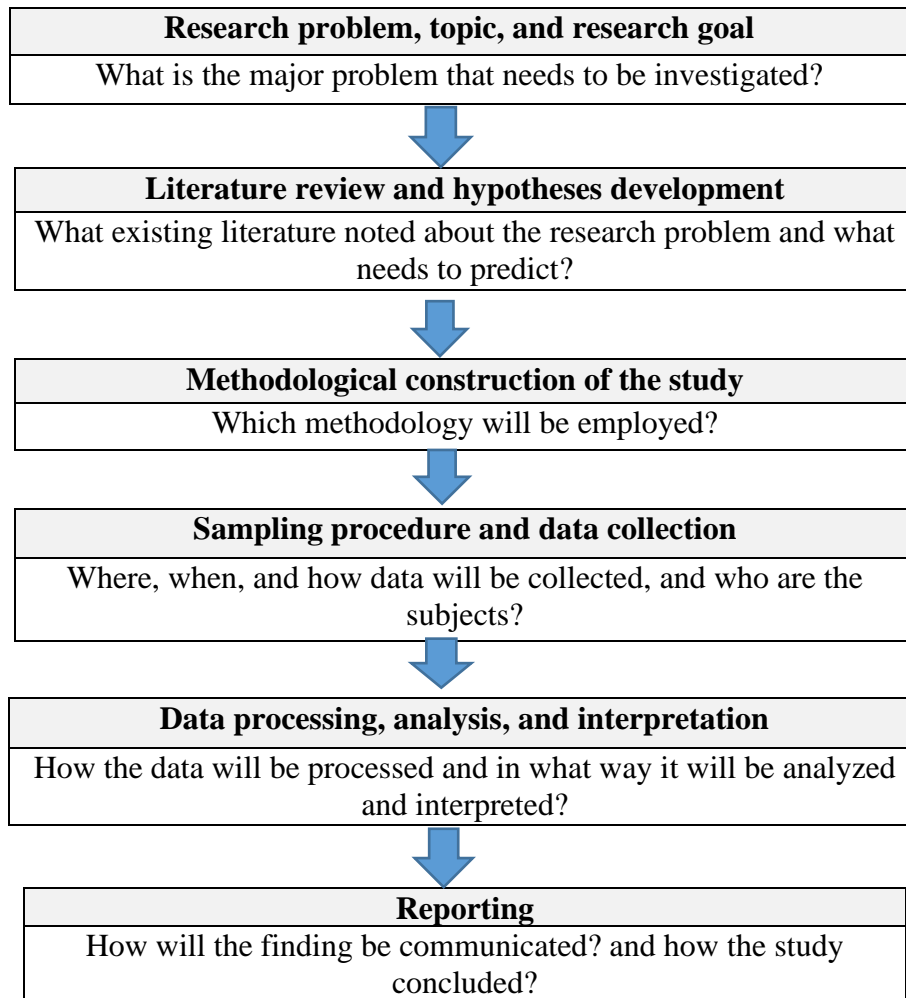 Research problem, topic, and research goal
What is the major problem that needs to be investigated?
Literature review and hypotheses development
What existing literature noted about the research problem and what
needs to predict?
Methodological construction of the study
Which methodology will be employed?
Sampling procedure and data collection
Where, when, and how data will be collected, and who are the
subjects?
Data processing, analysis, and interpretation
How the data will be processed and in what way it will be analyzed
and interpreted?
Reporting
How will the finding be communicated? and how the study
concluded?